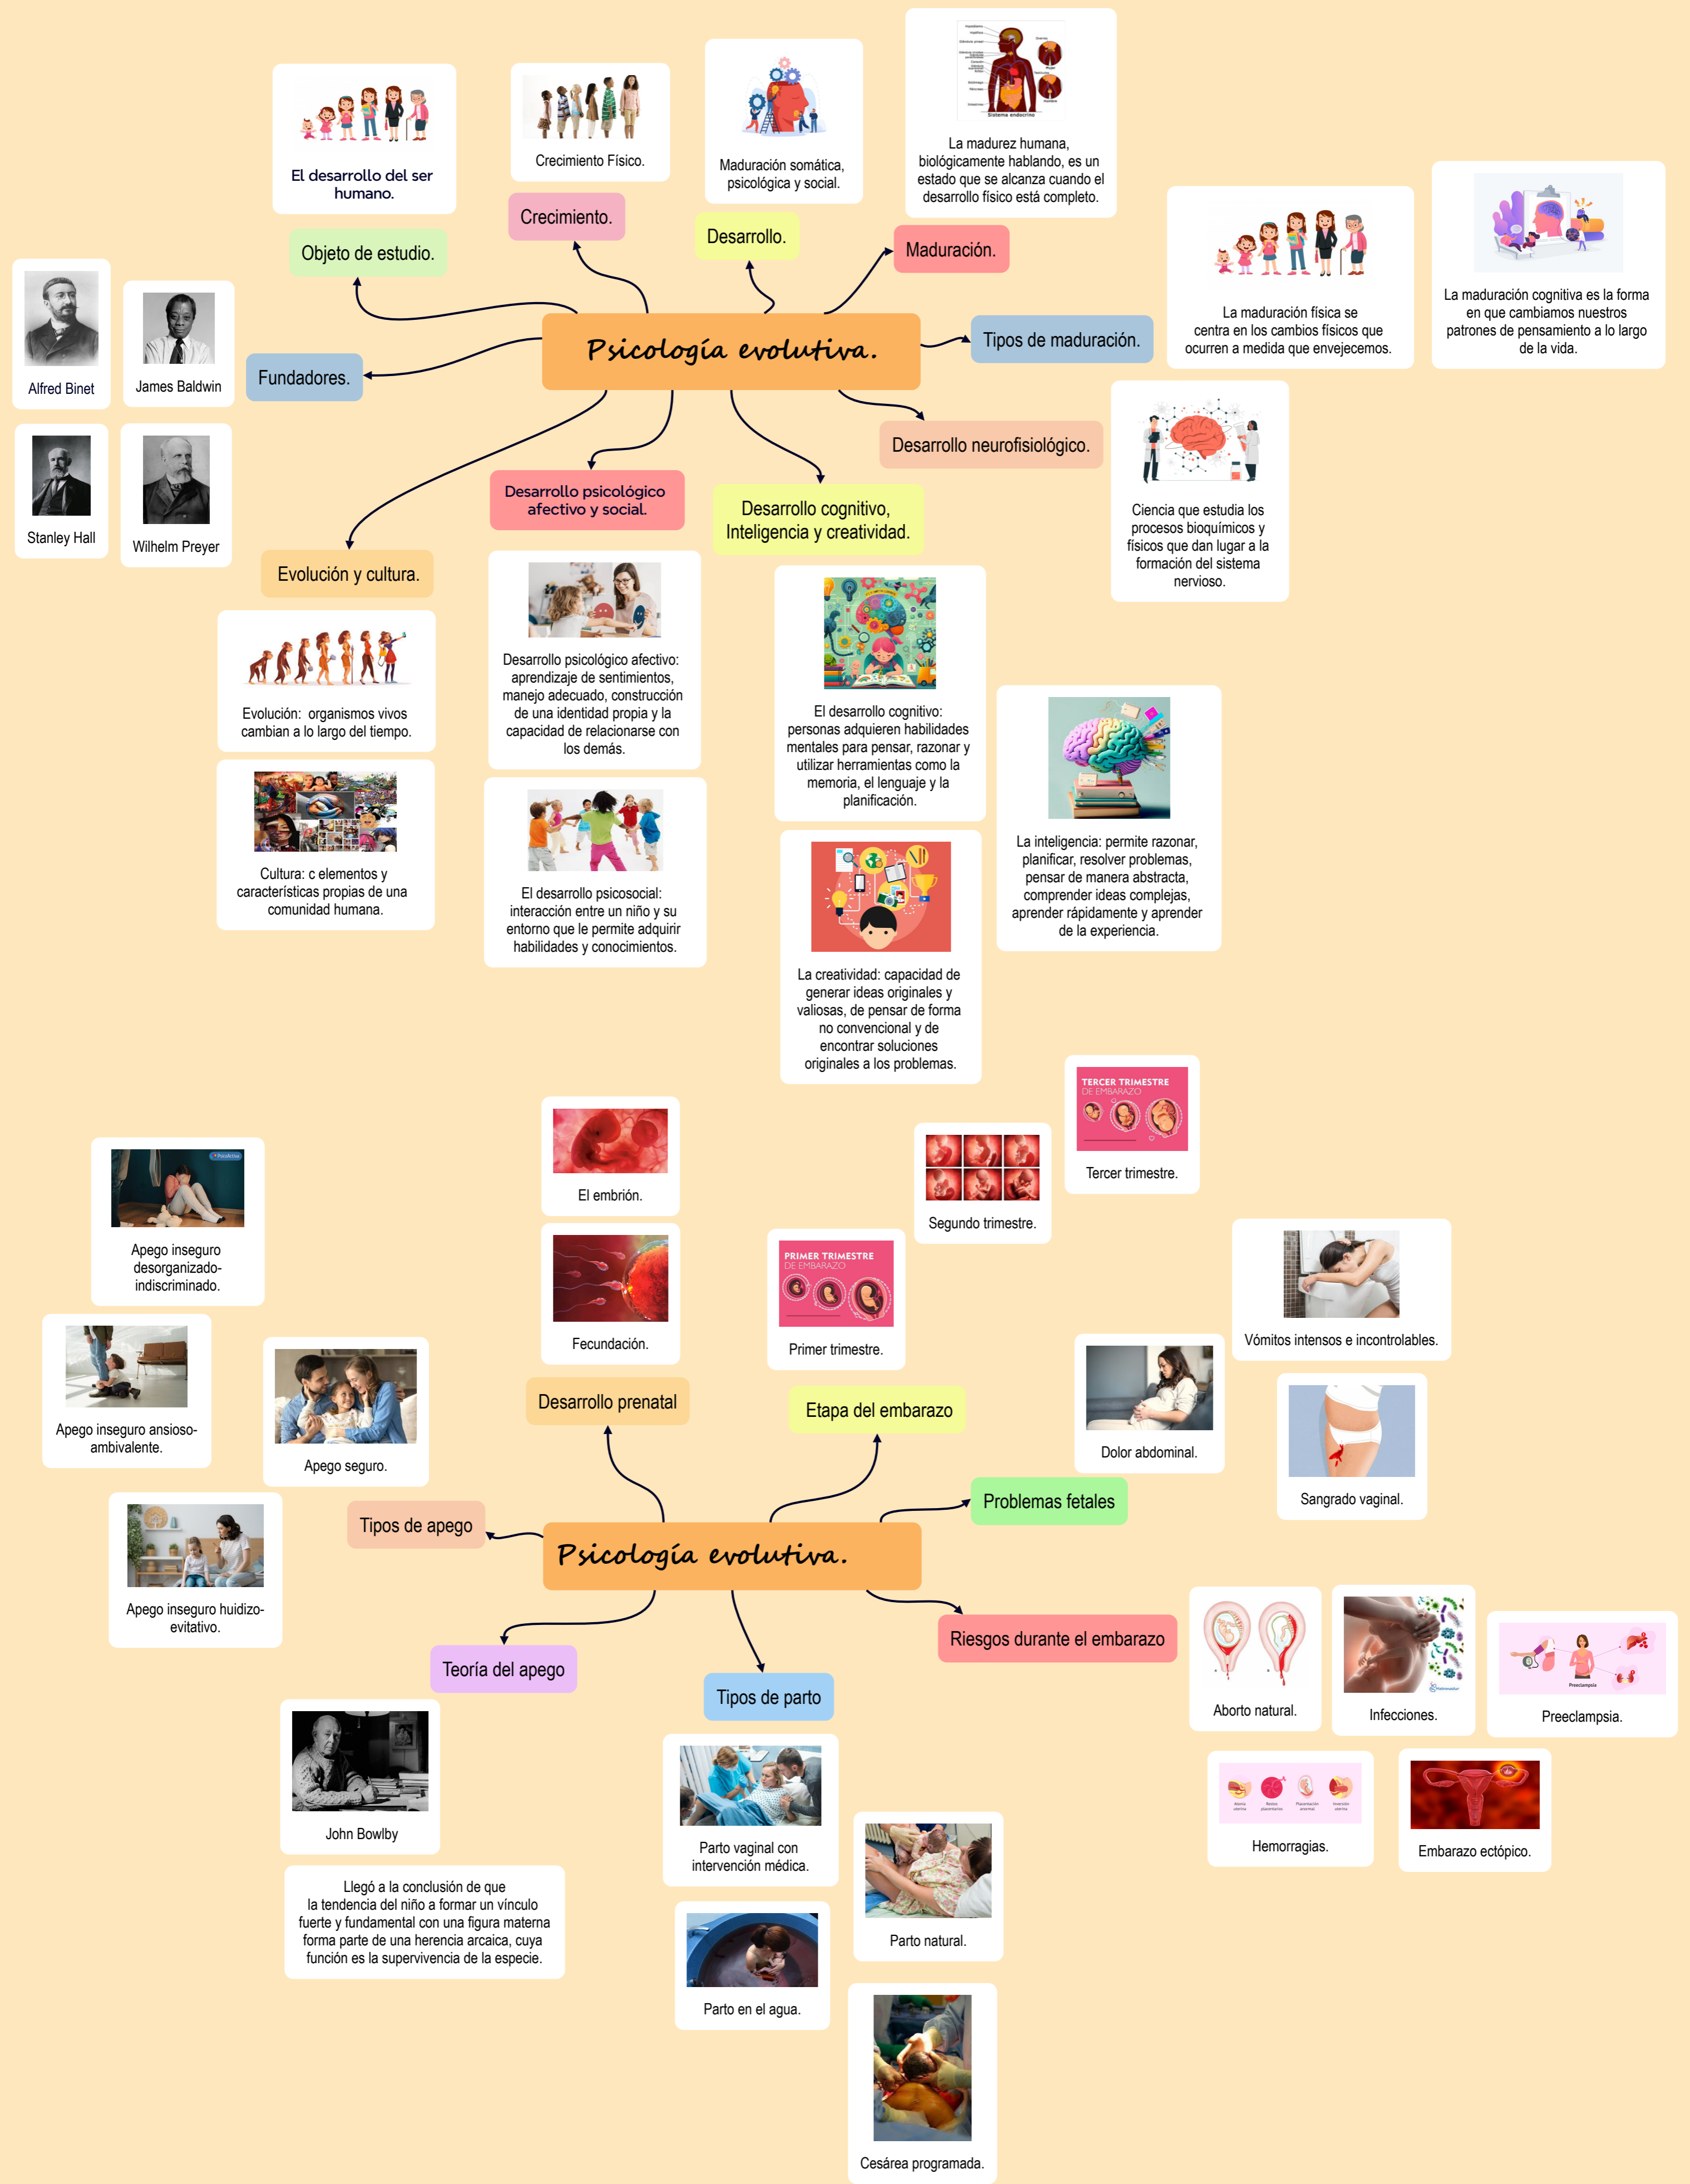 El desarrollo del ser
humano.
Objeto de estudio.
Crecimiento Físico.
Crecimiento.
Maduración somática,
psicológica y social.
Desarrollo.
Sistema endocrino
La madurez humana,
biológicamente hablando, es un
estado que se alcanza cuando el
desarrollo físico está completo.
Maduración.
Psicología evolutiva.
Tipos de maduración.
La maduración física se
centra en los cambios físicos que
ocurren a medida que envejecemos.
La maduración cognitiva es la forma
en que cambiamos nuestros
patrones de pensamiento a lo largo
de la vida.
Alfred Binet
James Baldwin
Fundadores.
Stanley Hall
Wilhelm Preyer
Desarrollo neurofisiológico.
Ciencia que estudia los
procesos bioquímicos y
físicos que dan lugar a la
formación del sistema
nervioso.
Desarrollo psicológico
afectivo y social.
Desarrollo cognitivo,
Inteligencia y creatividad.
Evolución y cultura.
Evolución:  organismos vivos
cambian a lo largo del tiempo.
Cultura: c elementos y
características propias de una
comunidad humana.
Desarrollo psicológico afectivo:
aprendizaje de sentimientos,
manejo adecuado, construcción
de una identidad propia y la
capacidad de relacionarse con
los demás.
El desarrollo psicosocial:
interacción entre un niño y su
entorno que le permite adquirir
habilidades y conocimientos.
El desarrollo cognitivo:
personas adquieren habilidades
mentales para pensar, razonar y
utilizar herramientas como la
memoria, el lenguaje y la
planificación.
La inteligencia: permite razonar,
planificar, resolver problemas,
pensar de manera abstracta,
comprender ideas complejas,
aprender rápidamente y aprender
de la experiencia.
La creatividad: capacidad de
generar ideas originales y
valiosas, de pensar de forma
no convencional y de
encontrar soluciones
originales a los problemas.
El embrión.
Fecundación.
Desarrollo prenatal
TERCER TRIMESTRE
DE EMBARAZO
Tercer trimestre.
Segundo trimestre.
PRIMER TRIMESTRE
DE EMBARAZO
Primer trimestre.
Etapa del embarazo
PsicoActiva
Apego inseguro
desorganizado-
indiscriminado.
Apego inseguro ansioso-
ambivalente.
Apego seguro.
Apego inseguro huidizo-
evitativo.
Tipos de apego
Vómitos intensos e incontrolables.
Dolor abdominal.
Sangrado vaginal.
Problemas fetales
Psicología evolutiva.
Riesgos durante el embarazo
Aborto natural.
Infecciones.
Preeclampsia
Preeclampsia.
Atonía
uterina
Restos
placentarios
Placentación
anormal
Inversión
uterina
Hemorragias.
Embarazo ectópico.
Teoría del apego
John Bowlby
Llegó a la conclusión de que
la tendencia del niño a formar un vínculo
fuerte y fundamental con una figura materna
forma parte de una herencia arcaica, cuya
función es la supervivencia de la especie.
Tipos de parto
Parto vaginal con
intervención médica.
Parto natural.
Parto en el agua.
Cesárea programada.